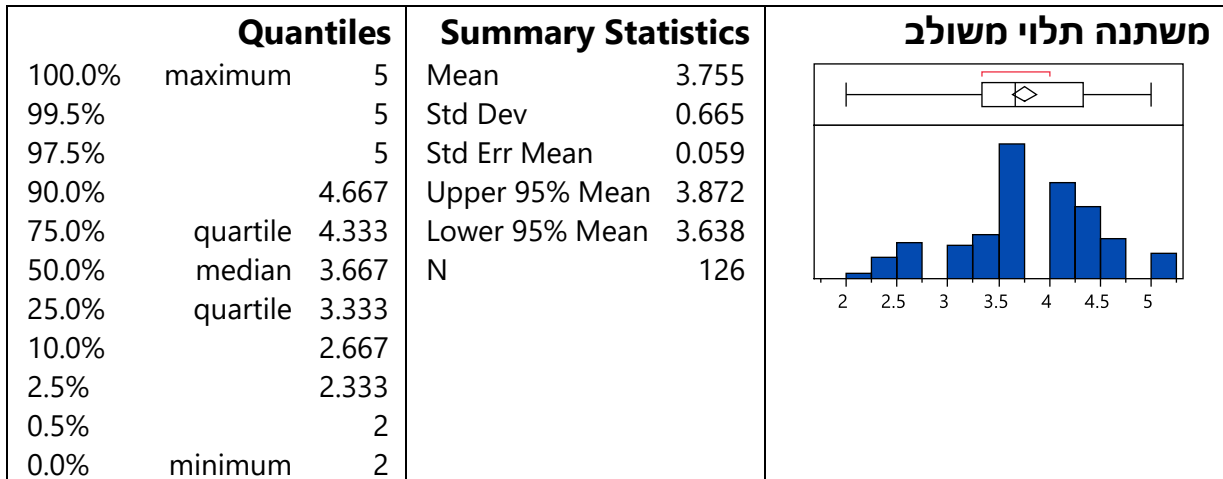 Quantiles
100.0% maximum 5
99.5% 5
97.5% 5
90.0% 4.667
75.0% quartile 4.333
50.0% median 3.667
25.0% quartile 3.333
10.0% 2.667
2.5% 2.333
0.5% 2
0.0% minimum 2
Summary Statistics
Mean 3.755
Std Dev 0.665
Std Err Mean 0.059
Upper 95% Mean 3.872
Lower 95% Mean 3.638
N 126
משתנה תלוי משולב
2 2.5 3 3.5 4 4.5 5